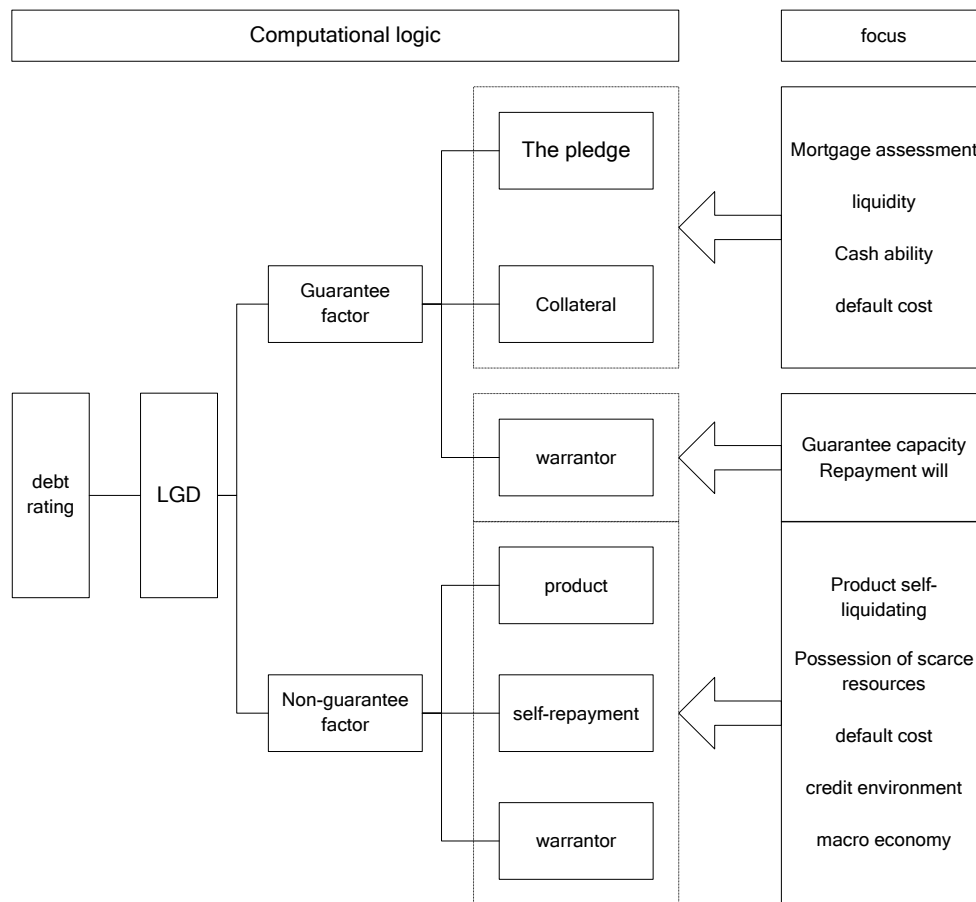 Computational logic
focus
The pledge
Collateral
Guarantee
factor
warrantor
debt
rating
LGD
product
Non-guarantee
factor
self-repayment
warrantor
Mortgage assessment
liquidity
Cash ability
default cost
Guarantee capacity
Repayment will
Product self-
liquidating
Possession of scarce
resources
default cost
credit environment
macro economy